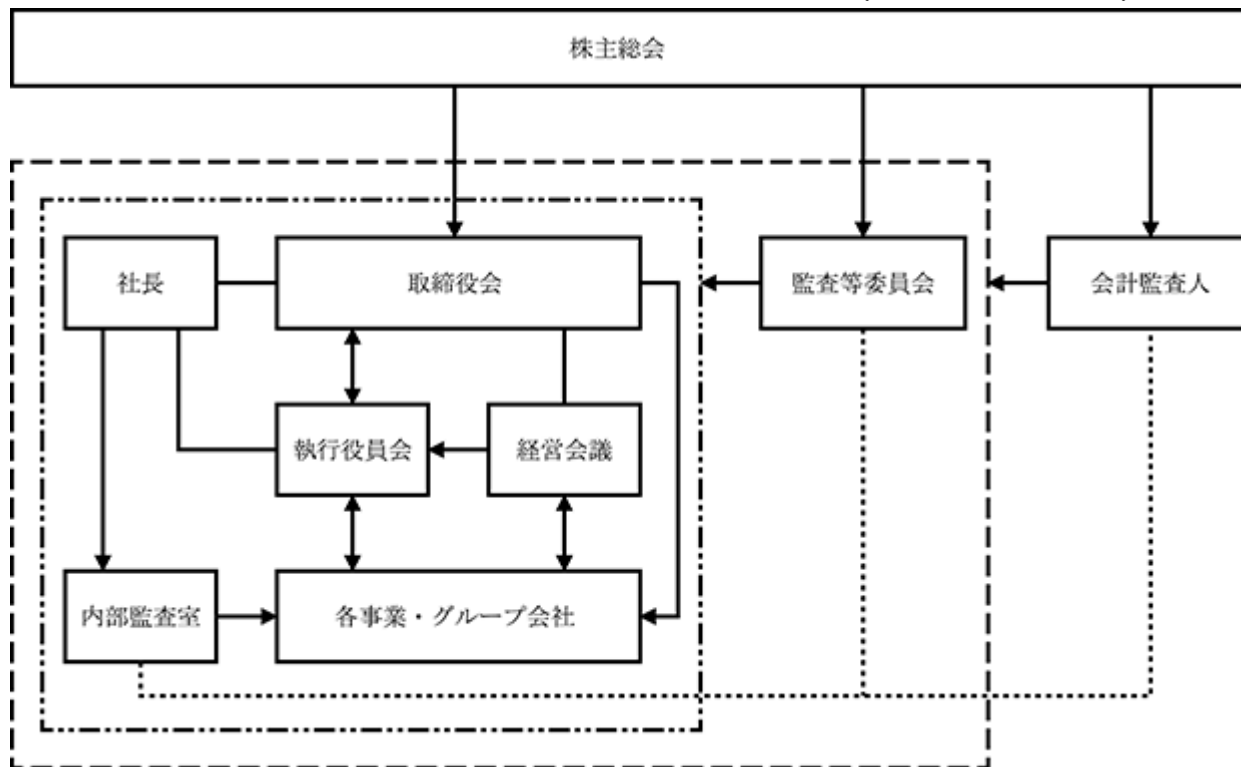 株主総会
社長
取締役会
監査等委員会
会計監査人
執行役員会
経営会議
内部監査室
各事業・グループ会社